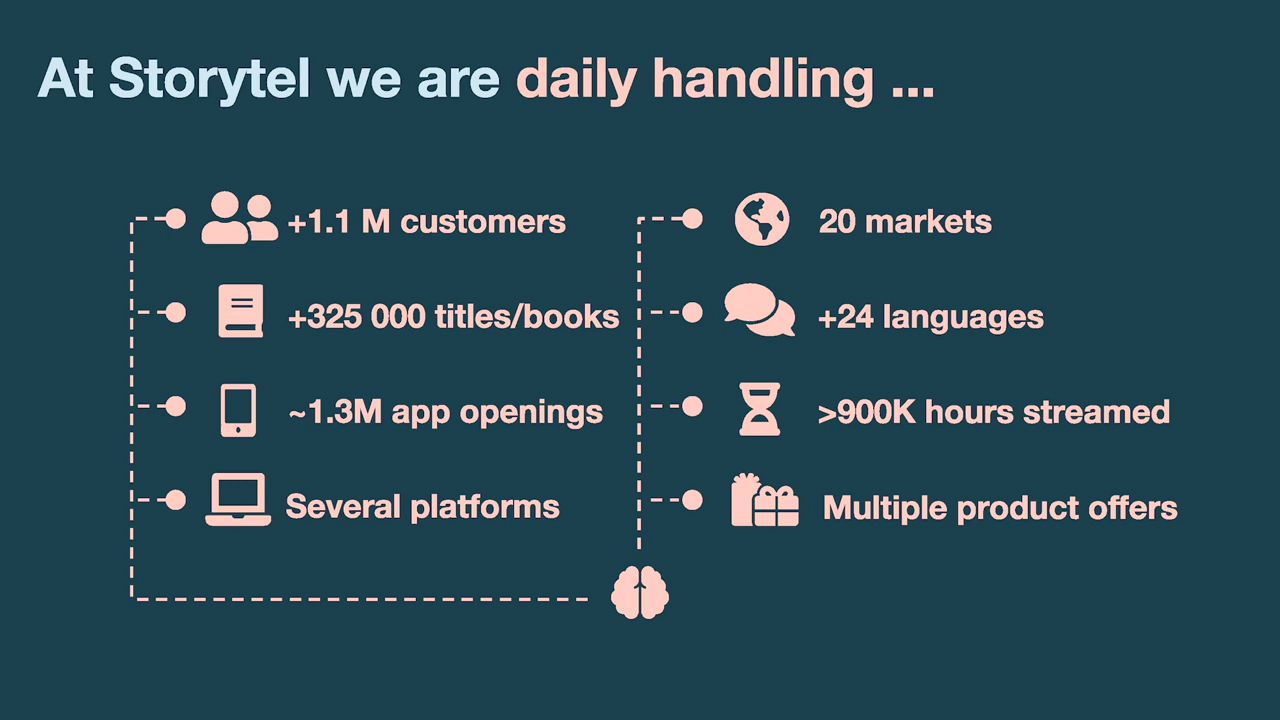 At Storytel we are daily handling ...
+1.1 M customers
+325 000 titles/books
~1.3M app openings
Several platforms
20 markets
+24 languages
>900K hours streamed
Multiple product offers